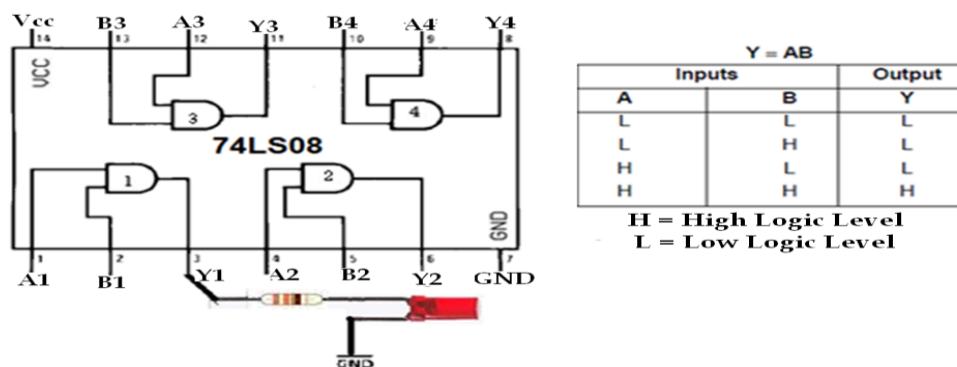 Vcc B3 A3 Y3 B4 A4 Y4
14 13 12 11 10 9 8
VCC
3
4
74LS08
1
2
GND
1 2 3 4 5 6 7
A1 B1 Y1 A2 B2 Y2 GND
GND
Y = AB
Inputs Output
A B Y
L L L
L H L
H L L
H H H
H = High Logic Level
L = Low Logic Level